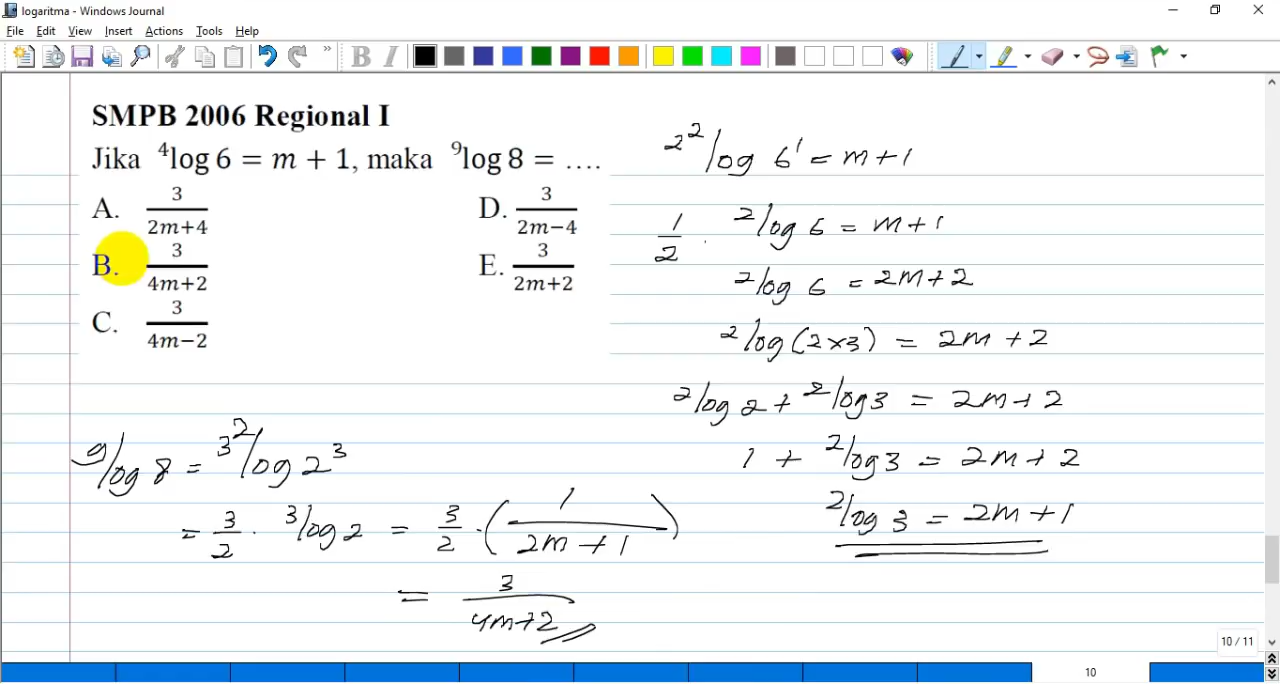 logaritma - Windows Journal
File Edit View Insert Actions Tools Help
SMPB 2006 Regional I
Jika ⁴log 6 = m + 1, maka ⁹log 8 = ....
A. 3/(2m+4)
B. 3/(4m+2)
C. 3/(4m−2)
D. 3/(2m−4)
E. 3/(2m+2)
2²log 6¹ = m+1
1/2 . ²log 6 = m+1
²log 6 = 2m+2
²log (2×3) = 2m+2
²log 2 + ²log 3 = 2m+2
1 + ²log 3 = 2m+2
²log 3 = 2m+1
⁹log 8 = 3²log 2³
= 3/2 . ³log 2 = 3/2 . (1/(2m+1))
= 3/(4m+2)
10 / 11
10